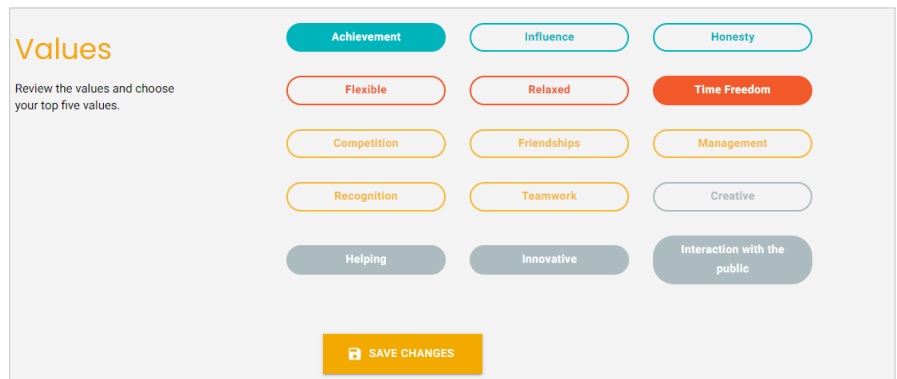 Values
Review the values and choose
your top five values.
Achievement
Influence
Honesty
Flexible
Relaxed
Time Freedom
Competition
Friendships
Management
Recognition
Teamwork
Creative
Helping
Innovative
Interaction with the
public
SAVE CHANGES